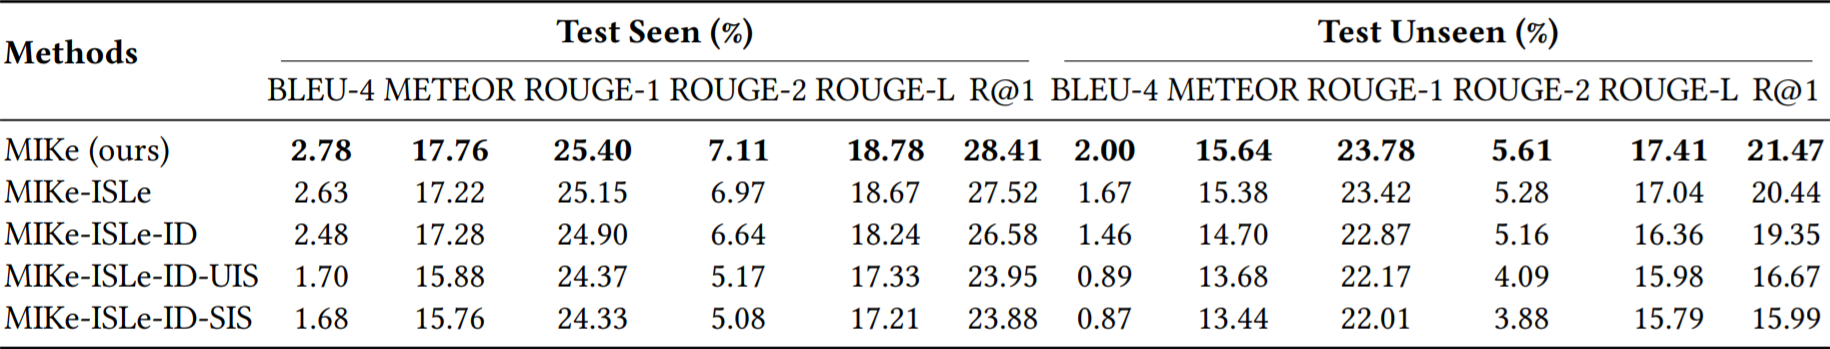 Methods Test Seen (%) Test Unseen (%)
BLEU-4 METEOR ROUGE-1 ROUGE-2 ROUGE-L R@1 BLEU-4 METEOR ROUGE-1 ROUGE-2 ROUGE-L R@1
MIKe (ours) 2.78 17.76 25.40 7.11 18.78 28.41 2.00 15.64 23.78 5.61 17.41 21.47
MIKe-ISLe 2.63 17.22 25.15 6.97 18.67 27.52 1.67 15.38 23.42 5.28 17.04 20.44
MIKe-ISLe-ID 2.48 17.28 24.90 6.64 18.24 26.58 1.46 14.70 22.87 5.16 16.36 19.35
MIKe-ISLe-ID-UIS 1.70 15.88 24.37 5.17 17.33 23.95 0.89 13.68 22.17 4.09 15.98 16.67
MIKe-ISLe-ID-SIS 1.68 15.76 24.33 5.08 17.21 23.88 0.87 13.44 22.01 3.88 15.79 15.99